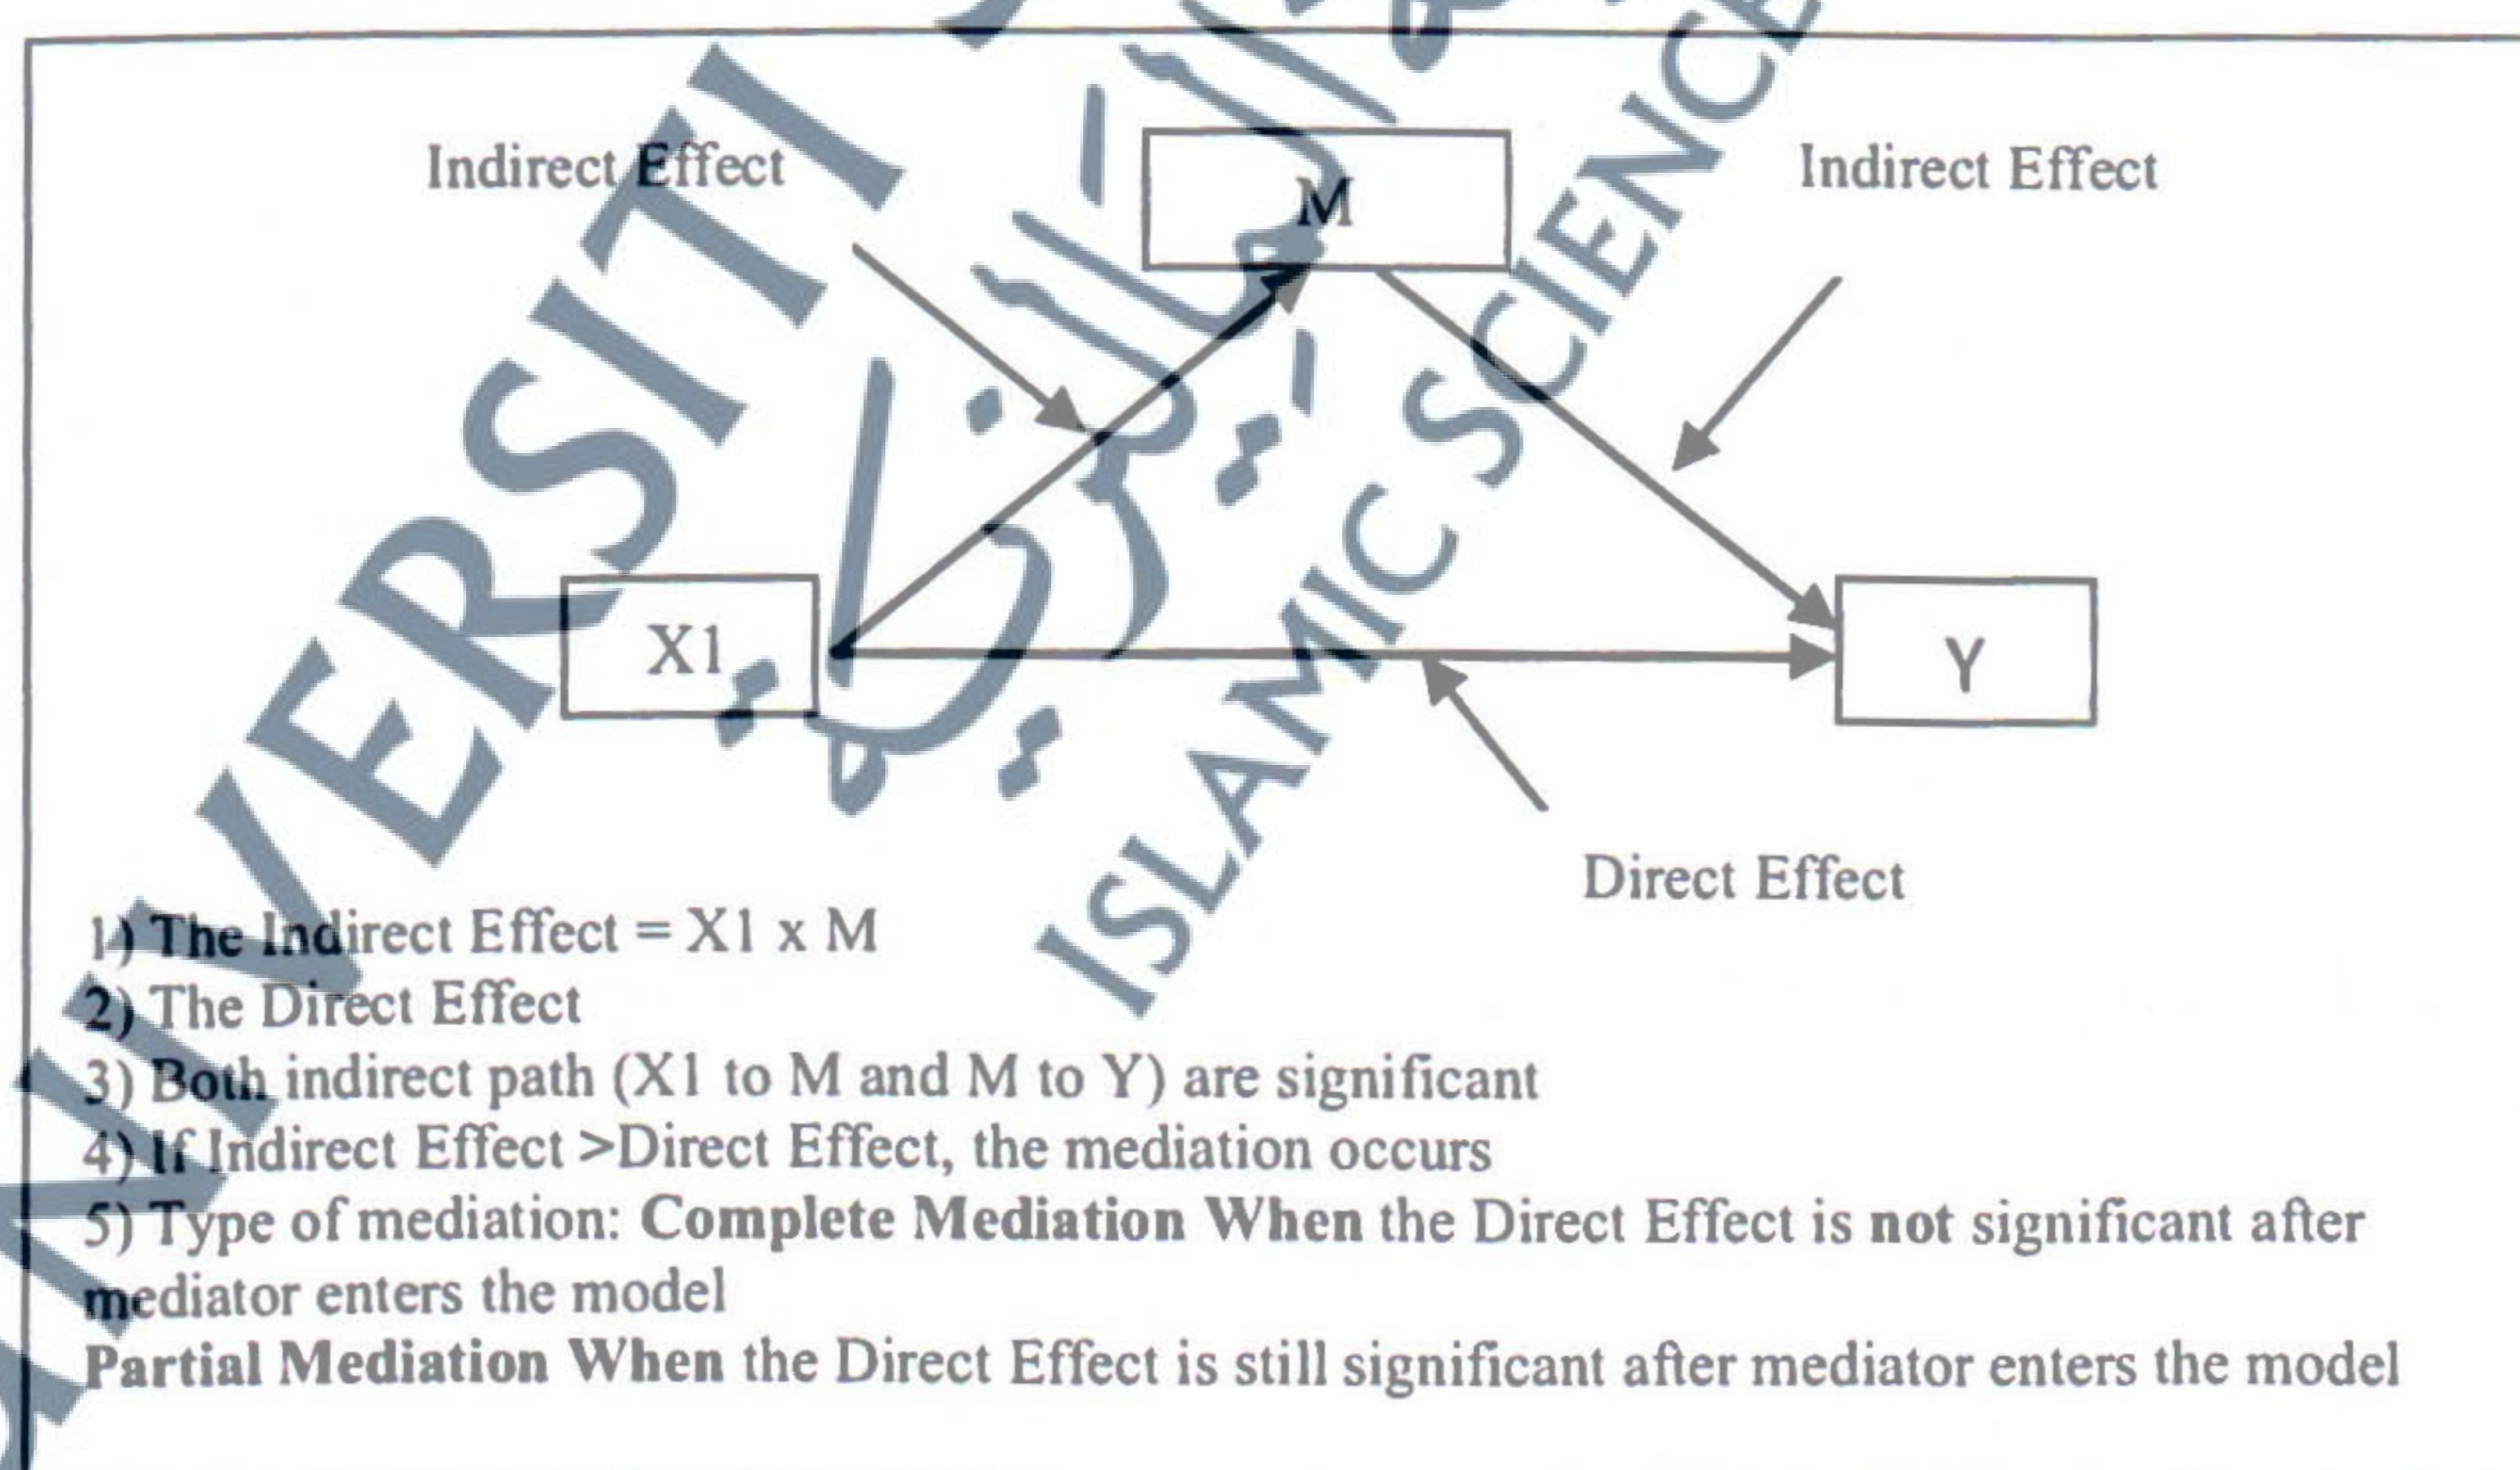 Indirect Effect
M
Indirect Effect
X1
Y
Direct Effect
1) The Indirect Effect = X1 x M
2) The Direct Effect
3) Both indirect path (X1 to M and M to Y) are significant
4) If Indirect Effect >Direct Effect, the mediation occurs
5) Type of mediation: Complete Mediation When the Direct Effect is not significant after
mediator enters the model
Partial Mediation When the Direct Effect is still significant after mediator enters the model
UNIVERSITI
ISLAMIC SCIENCE